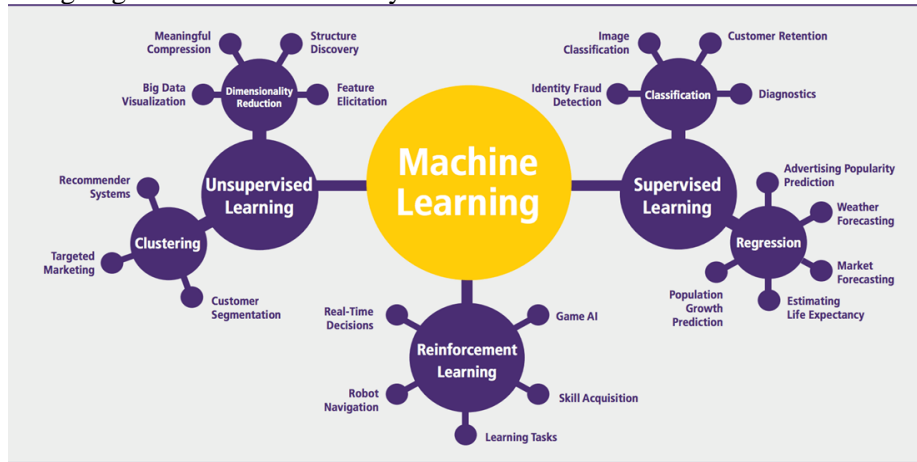 Meaningful
Compression
Structure
Discovery
Big Data
Visualization
Dimensionality
Reduction
Feature
Elicitation
Image
Classification
Customer Retention
Identity Fraud
Detection
Classification
Diagnostics
Machine
Learning
Unsupervised
Learning
Recommender
Systems
Clustering
Targeted
Marketing
Customer
Segmentation
Supervised
Learning
Advertising Popularity
Prediction
Weather
Forecasting
Regression
Market
Forecasting
Population
Growth
Prediction
Estimating
Life Expectancy
Real-Time
Decisions
Game AI
Reinforcement
Learning
Robot
Navigation
Skill Acquisition
Learning Tasks